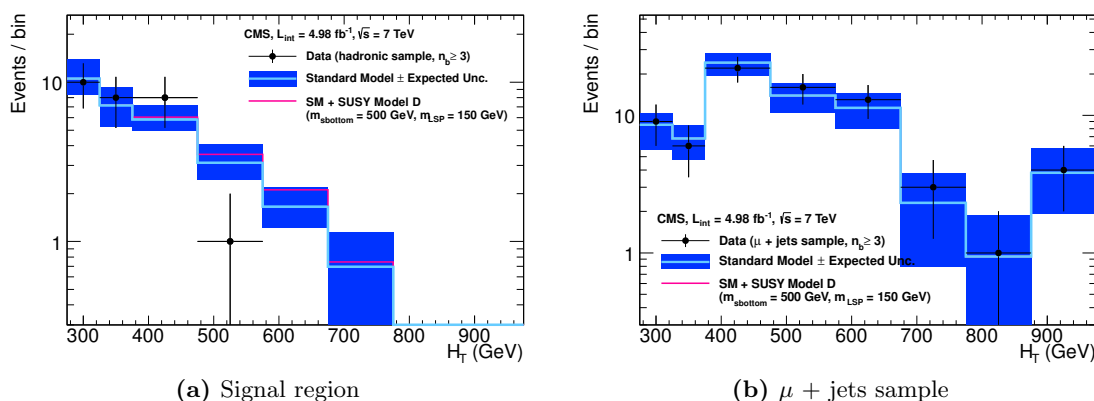 CMS, L_int = 4.98 fb⁻¹, √s = 7 TeV
Data (hadronic sample, n_b ≥ 3)
Standard Model ± Expected Unc.
SM + SUSY Model D
(m_sbottom = 500 GeV, m_LSP = 150 GeV)
Events / bin
10
1
300 400 500 600 700 800 900
H_T (GeV)
(a) Signal region
CMS, L_int = 4.98 fb⁻¹, √s = 7 TeV
Data (μ + jets sample, n_b ≥ 3)
Standard Model ± Expected Unc.
SM + SUSY Model D
(m_sbottom = 500 GeV, m_LSP = 150 GeV)
Events / bin
10
1
300 400 500 600 700 800 900
H_T (GeV)
(b) μ + jets sample